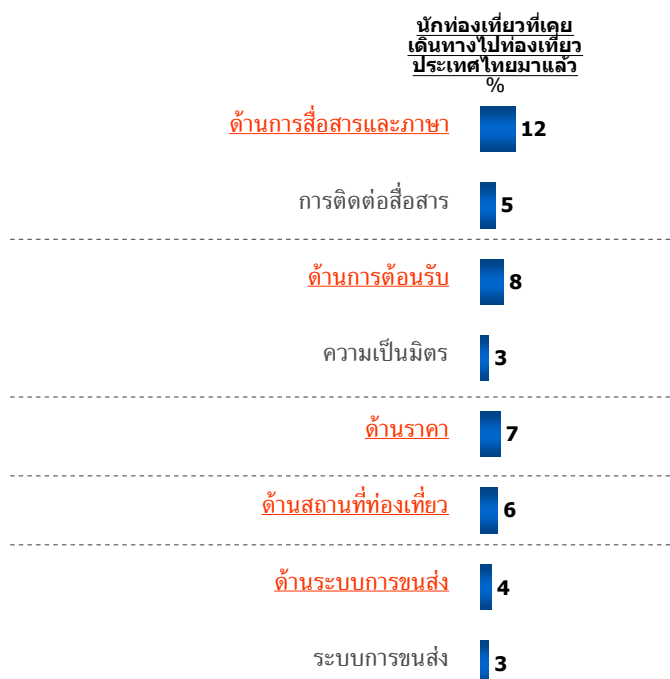 นักท่องเที่ยวที่เคย
เดินทางไปท่องเที่ยว
ประเทศไทยมาแล้ว
%
ด้านการสื่อสารและภาษา 12
การติดต่อสื่อสาร 5
ด้านการต้อนรับ 8
ความเป็นมิตร 3
ด้านราคา 7
ด้านสถานที่ท่องเที่ยว 6
ด้านระบบการขนส่ง 4
ระบบการขนส่ง 3